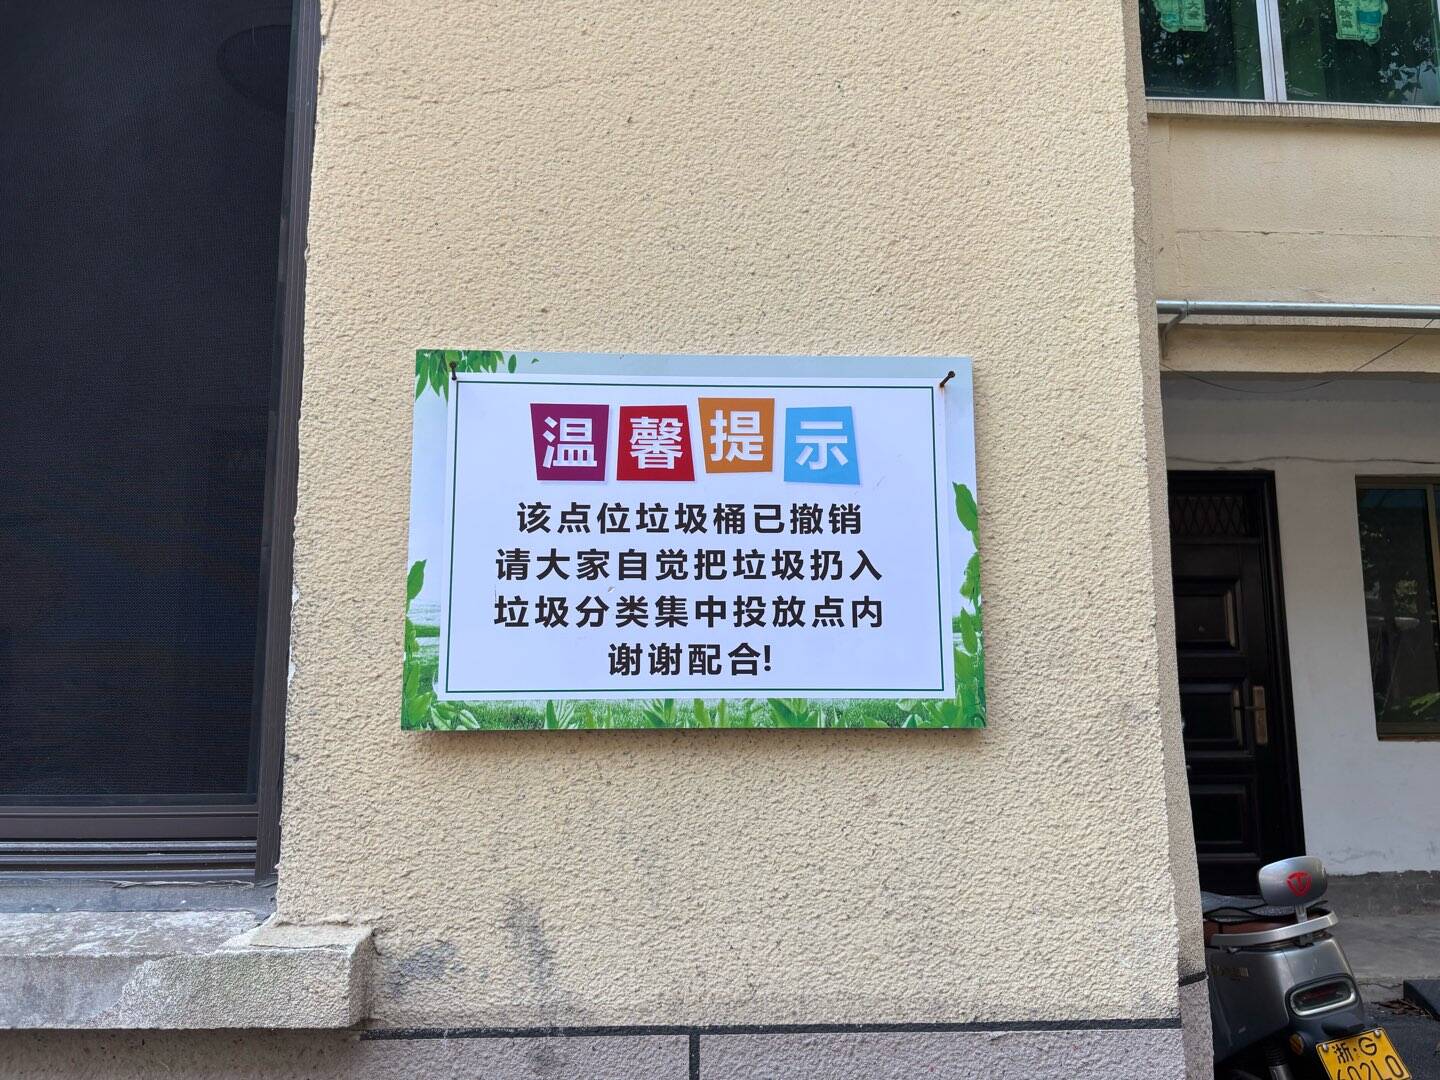 温馨提示
该点位垃圾桶已撤销
请大家自觉把垃圾扔入
垃圾分类集中投放点内
谢谢配合!
浙·G